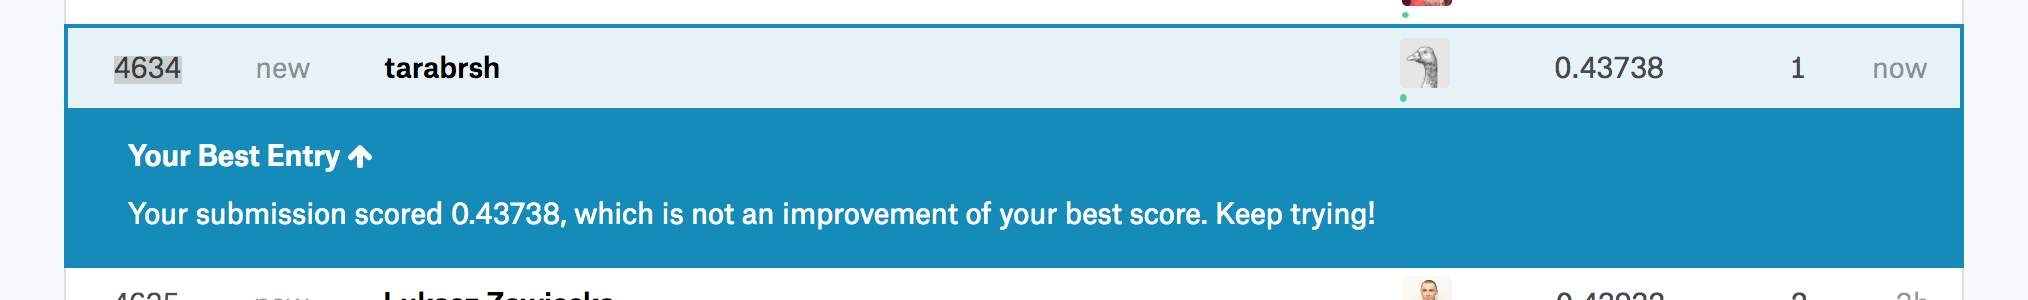 4634 new tarabrsh 0.43738 1 now
Your Best Entry
Your submission scored 0.43738, which is not an improvement of your best score. Keep trying!